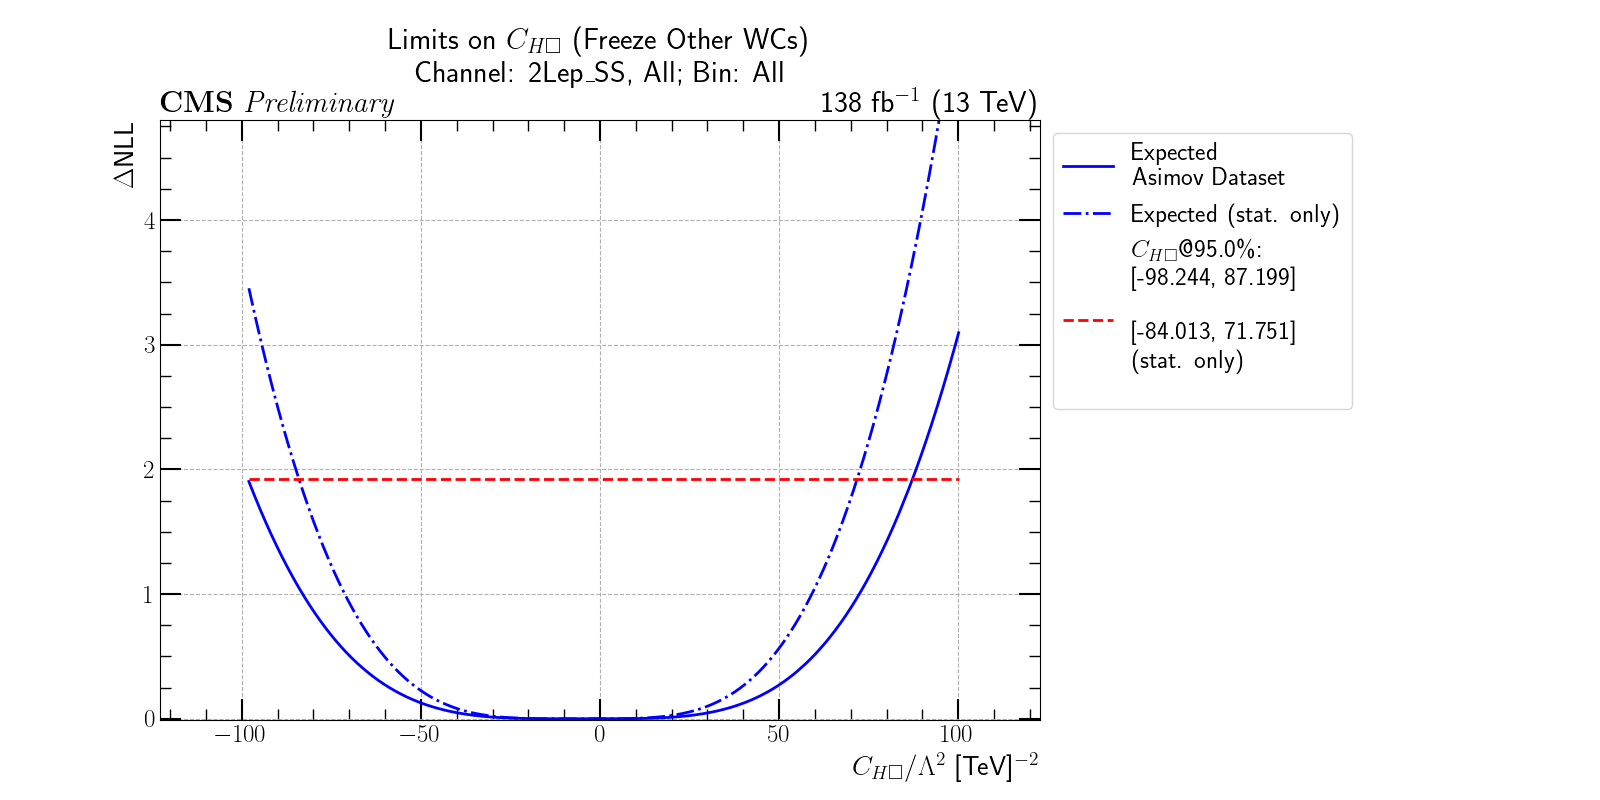 Limits on C_{H□} (Freeze Other WCs)
Channel: 2Lep_SS, All; Bin: All
CMS Preliminary
138 fb⁻¹ (13 TeV)
ΔNLL
4
3
2
1
0
−100
−50
0
50
100
C_{H□}/Λ² [TeV]⁻²
Expected
Asimov Dataset
Expected (stat. only)
C_{H□}@95.0%:
[-98.244, 87.199]
[-84.013, 71.751]
(stat. only)